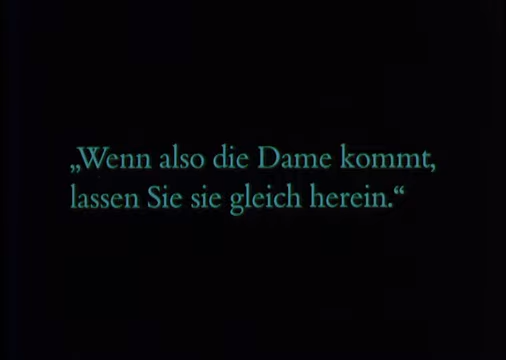 „Wenn also die Dame kommt,
lassen Sie sie gleich herein.“